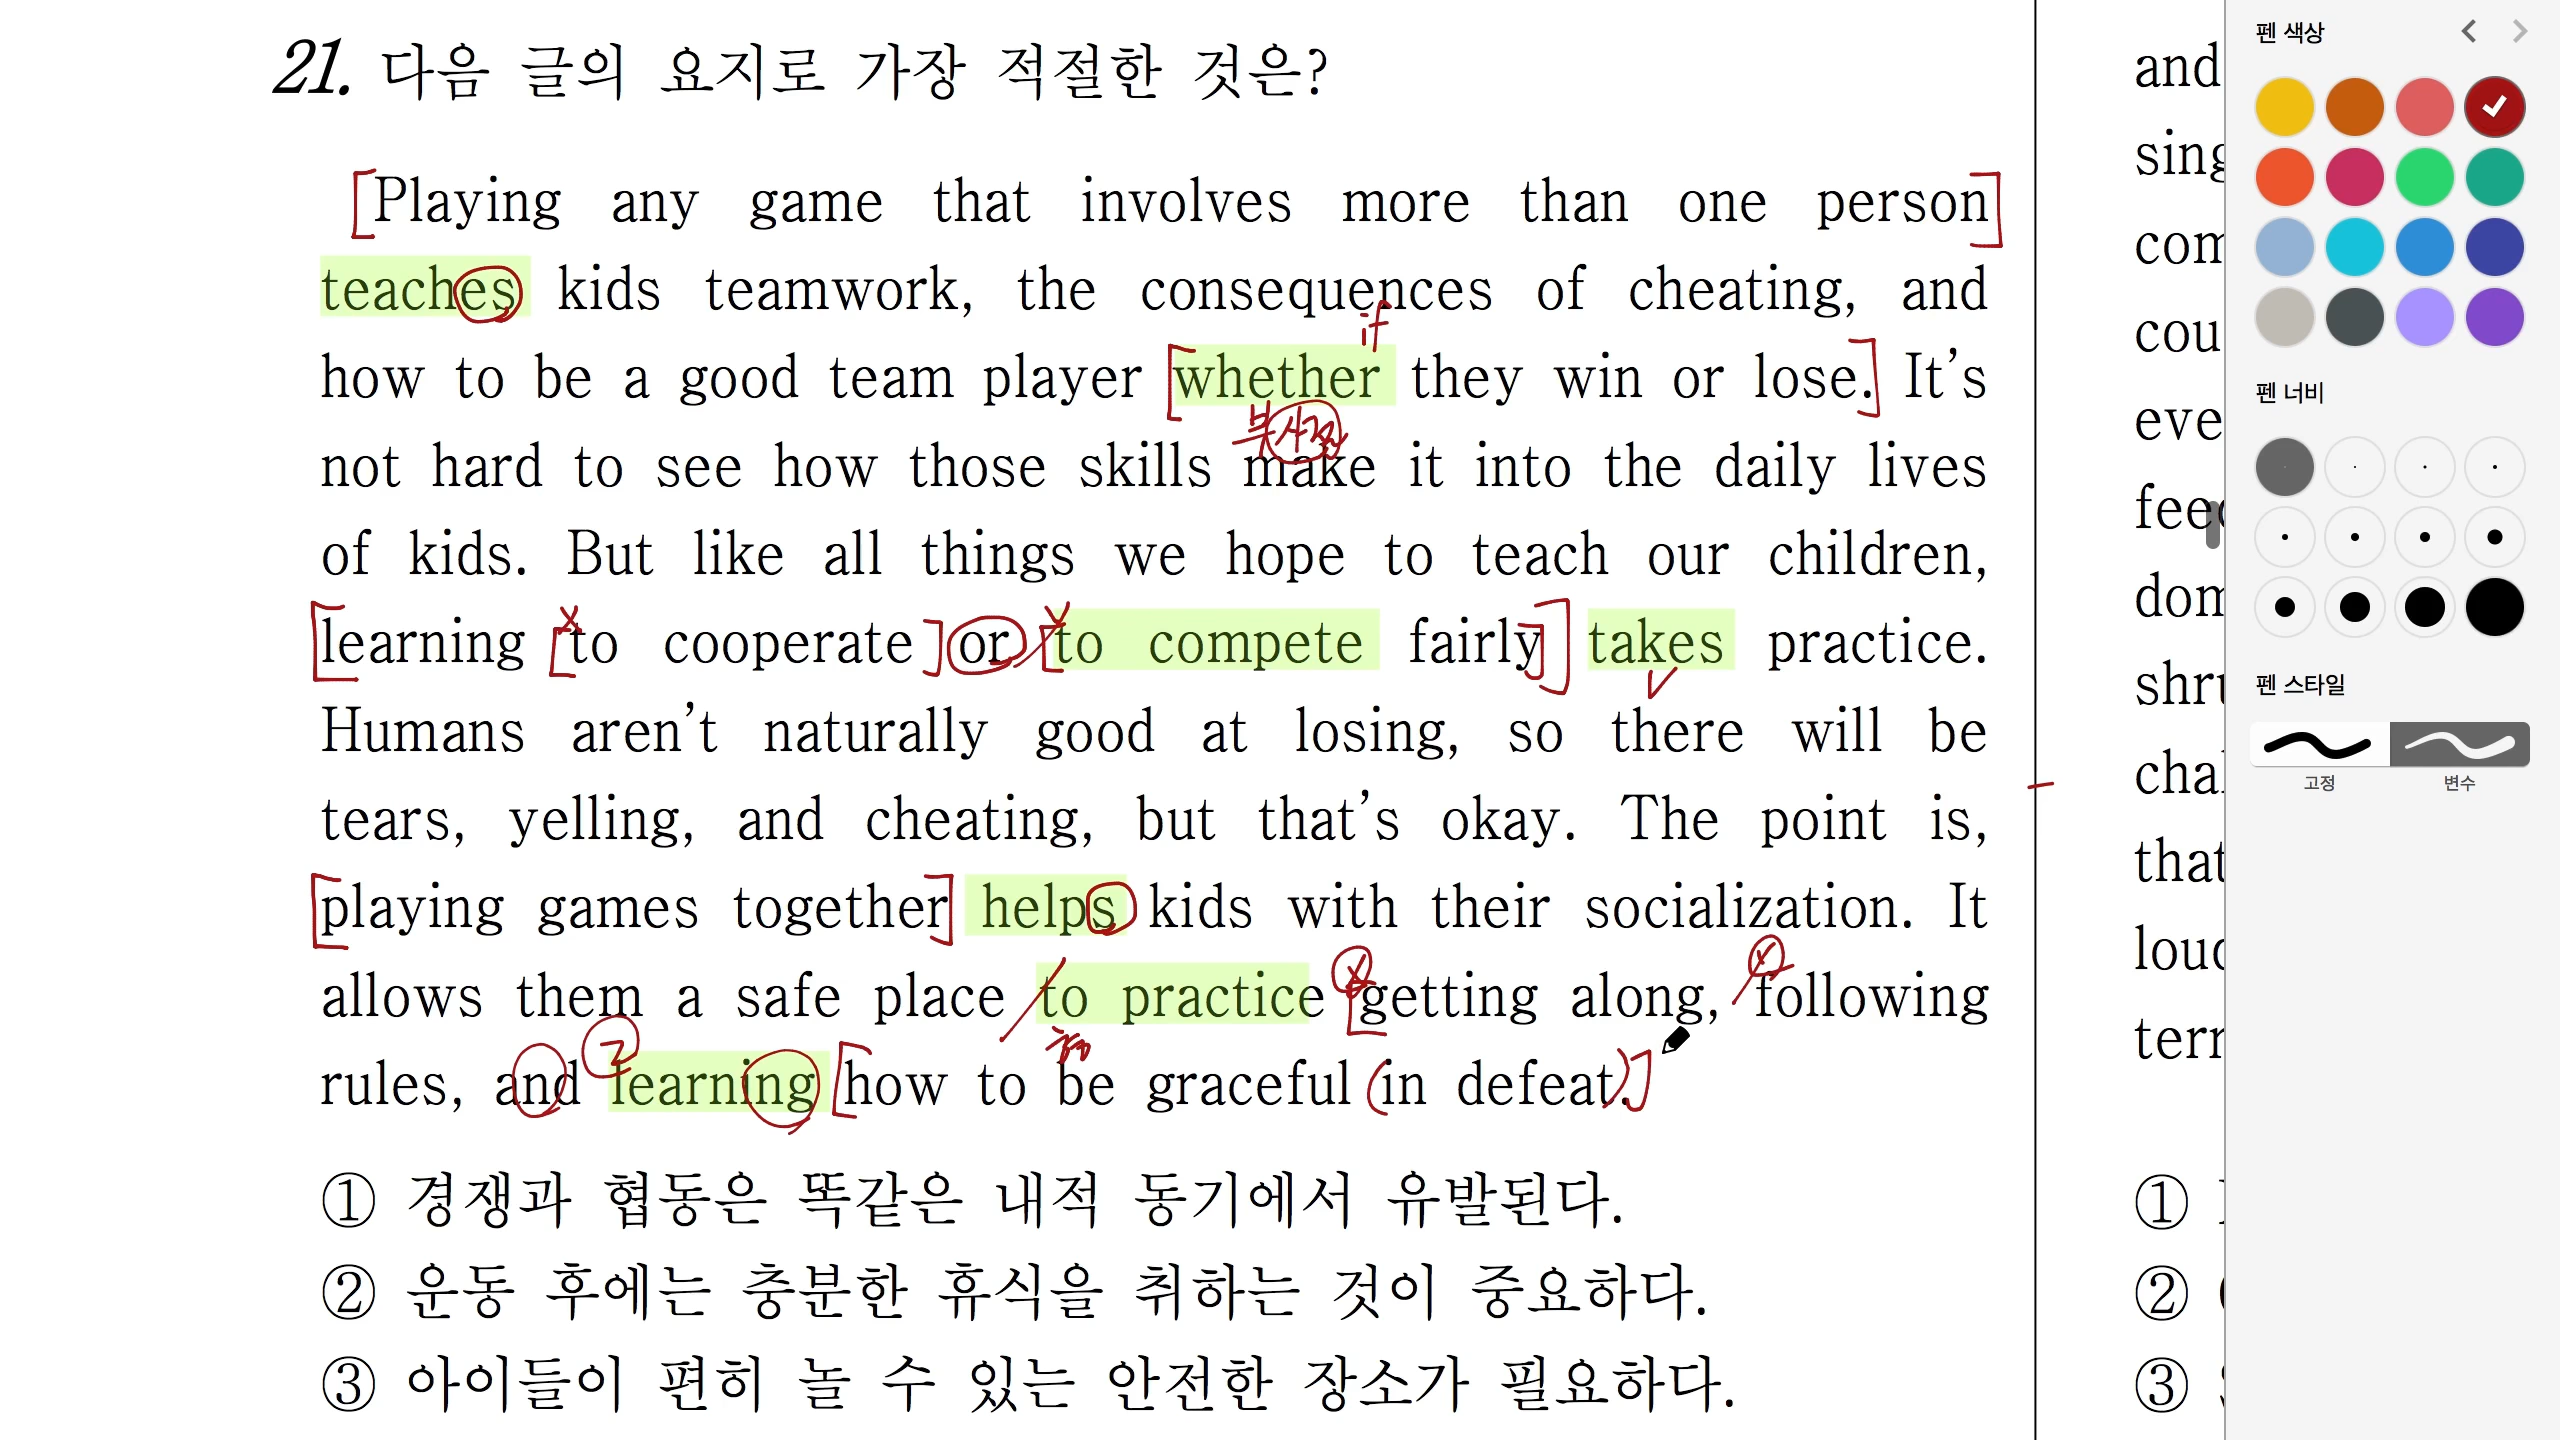 21. 다음 글의 요지로 가장 적절한 것은?
Playing any game that involves more than one person
teaches kids teamwork, the consequences of cheating, and
if
how to be a good team player whether they win or lose. It's
not hard to see how those skills make it into the daily lives
of kids. But like all things we hope to teach our children,
learning to cooperate or to compete fairly takes practice.
Humans aren't naturally good at losing, so there will be
tears, yelling, and cheating, but that's okay. The point is,
playing games together helps kids with their socialization. It
allows them a safe place to practice getting along, following
rules, and learning how to be graceful in defeat.
① 경쟁과 협동은 똑같은 내적 동기에서 유발된다.
② 운동 후에는 충분한 휴식을 취하는 것이 중요하다.
③ 아이들이 편히 놀 수 있는 안전한 장소가 필요하다.
and
sing
com
cou
eve
feed
dom
shru
chal
that
loud
terr
①
②
③
펜 색상
펜 너비
펜 스타일
고정
변수